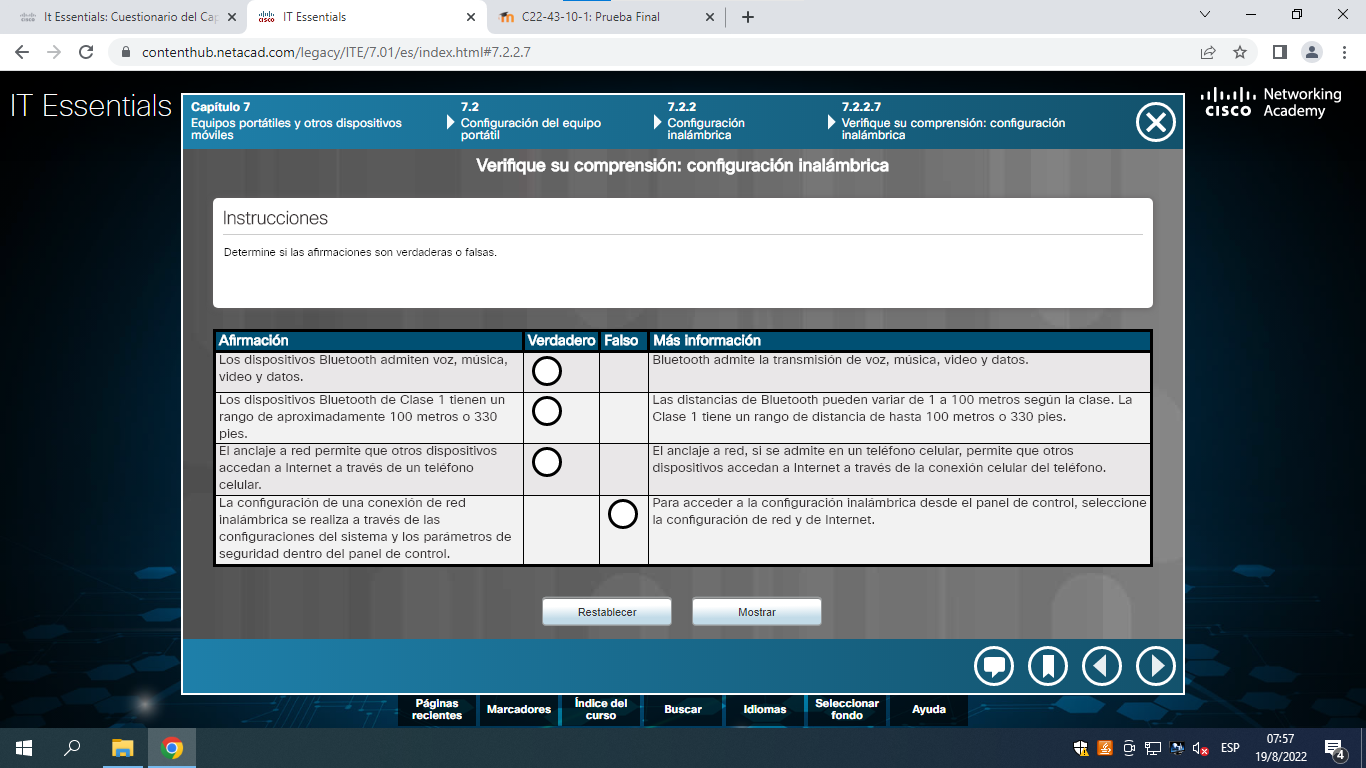 It Essentials: Cuestionario del Cap
IT Essentials
C22-43-10-1: Prueba Final
contenthub.netacad.com/legacy/ITE/7.01/es/index.html#7.2.2.7
IT Essentials
Capítulo 7
Equipos portátiles y otros dispositivos
móviles
7.2
Configuración del equipo
portátil
7.2.2
Configuración
inalámbrica
7.2.2.7
Verifique su comprensión: configuración
inalámbrica
CISCO
Networking
Academy
Verifique su comprensión: configuración inalámbrica
Instrucciones
Determine si las afirmaciones son verdaderas o falsas.
Afirmación Verdadero Falso Más información
Los dispositivos Bluetooth admiten voz, música,
video y datos.
Bluetooth admite la transmisión de voz, música, video y datos.
Los dispositivos Bluetooth de Clase 1 tienen un
rango de aproximadamente 100 metros o 330
pies.
Las distancias de Bluetooth pueden variar de 1 a 100 metros según la clase. La
Clase 1 tiene un rango de distancia de hasta 100 metros o 330 pies.
El anclaje a red permite que otros dispositivos
accedan a Internet a través de un teléfono
celular.
El anclaje a red, si se admite en un teléfono celular, permite que otros
dispositivos accedan a Internet a través de la conexión celular del teléfono.
La configuración de una conexión de red
inalámbrica se realiza a través de las
configuraciones del sistema y los parámetros de
seguridad dentro del panel de control.
Para acceder a la configuración inalámbrica desde el panel de control, seleccione
la configuración de red y de Internet.
Restablecer
Mostrar
Páginas
recientes
Marcadores
Índice del
curso
Buscar
Idiomas
Seleccionar
fondo
Ayuda
ESP
07:57
19/8/2022
4